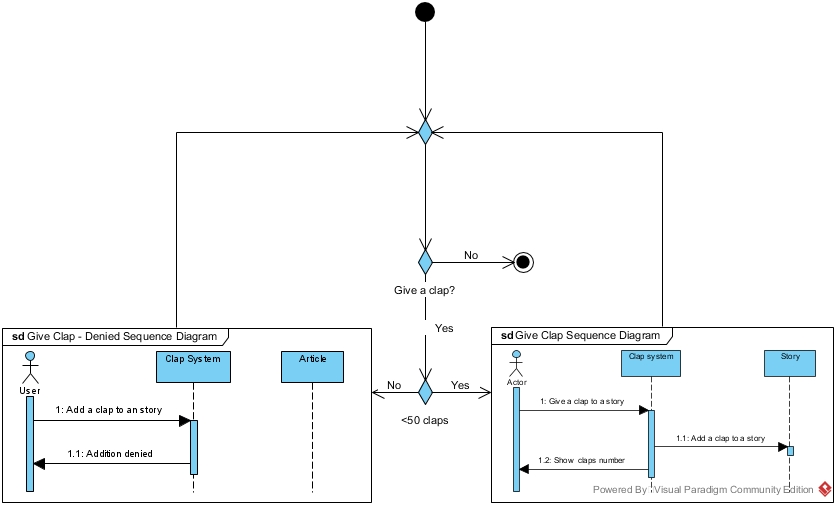 No
Give a clap?
Yes
sd Give Clap - Denied Sequence Diagram
Clap System
Article
User
1: Add a clap to an story
1.1: Addition denied
No
Yes
<50 claps
sd Give Clap Sequence Diagram
Clap system
Story
Actor
1: Give a clap to a story
1.1: Add a clap to a story
1.2: Show claps number
Powered By Visual Paradigm Community Edition